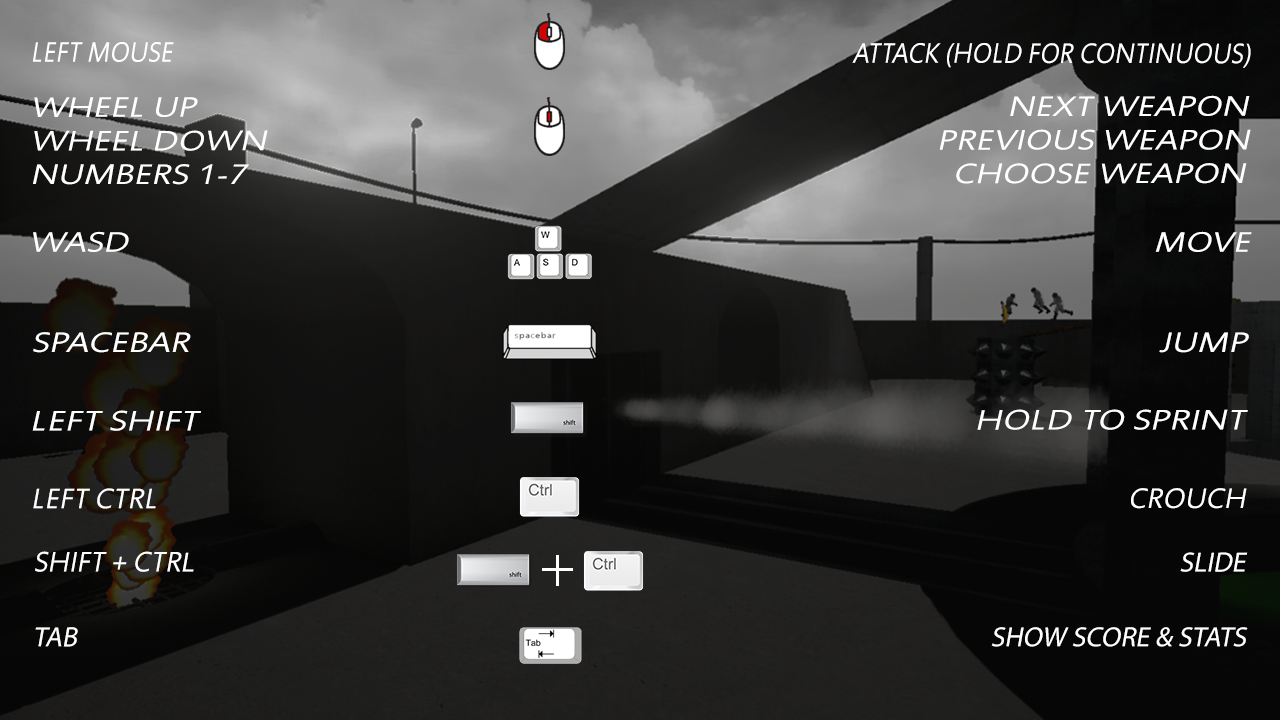 LEFT MOUSE ATTACK (HOLD FOR CONTINUOUS)
WHEEL UP NEXT WEAPON
WHEEL DOWN PREVIOUS WEAPON
NUMBERS 1-7 CHOOSE WEAPON
WASD W MOVE
A S D
SPACEBAR spacebar JUMP
LEFT SHIFT shift HOLD TO SPRINT
LEFT CTRL Ctrl CROUCH
SHIFT + CTRL shift + Ctrl SLIDE
TAB Tab SHOW SCORE & STATS